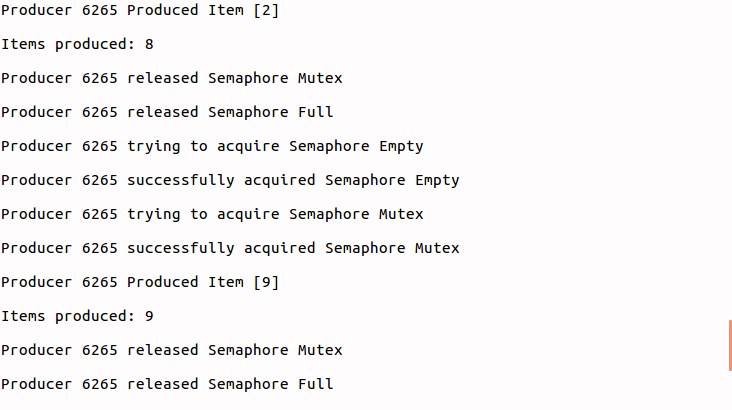 Producer 6265 Produced Item [2]
Items produced: 8
Producer 6265 released Semaphore Mutex
Producer 6265 released Semaphore Full
Producer 6265 trying to acquire Semaphore Empty
Producer 6265 successfully acquired Semaphore Empty
Producer 6265 trying to acquire Semaphore Mutex
Producer 6265 successfully acquired Semaphore Mutex
Producer 6265 Produced Item [9]
Items produced: 9
Producer 6265 released Semaphore Mutex
Producer 6265 released Semaphore Full